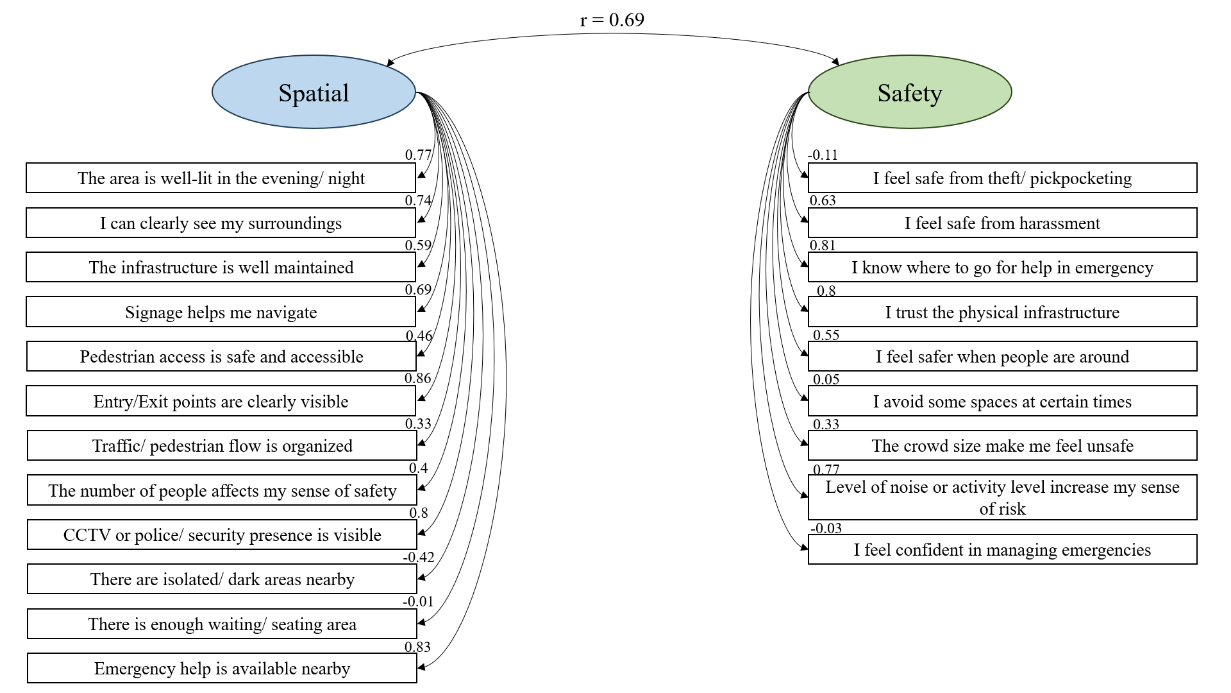 r = 0.69
Spatial
Safety
0.77
The area is well-lit in the evening/ night
0.74
I can clearly see my surroundings
0.59
The infrastructure is well maintained
0.69
Signage helps me navigate
0.46
Pedestrian access is safe and accessible
0.86
Entry/Exit points are clearly visible
0.33
Traffic/ pedestrian flow is organized
0.4
The number of people affects my sense of safety
0.8
CCTV or police/ security presence is visible
-0.42
There are isolated/ dark areas nearby
-0.01
There is enough waiting/ seating area
0.83
Emergency help is available nearby
-0.11
I feel safe from theft/ pickpocketing
0.63
I feel safe from harassment
0.81
I know where to go for help in emergency
0.8
I trust the physical infrastructure
0.55
I feel safer when people are around
0.05
I avoid some spaces at certain times
0.33
The crowd size make me feel unsafe
0.77
Level of noise or activity level increase my sense
of risk
-0.03
I feel confident in managing emergencies